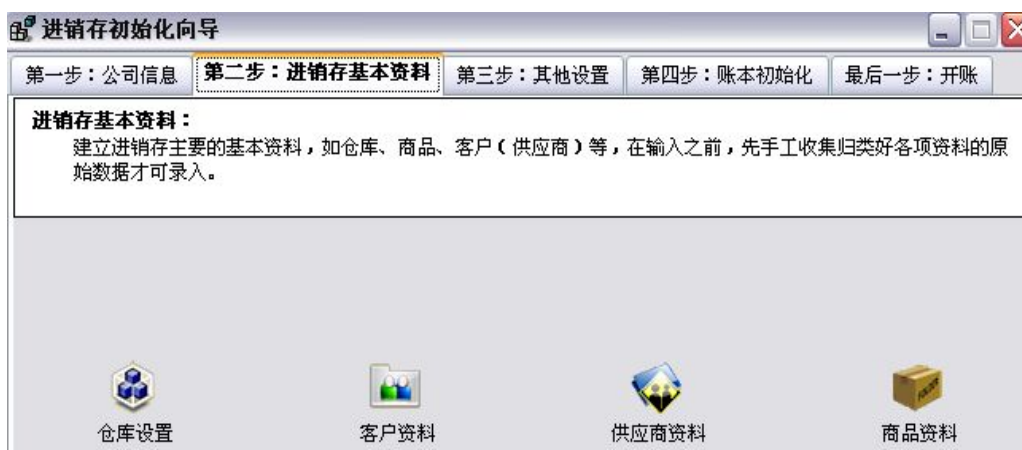 进销存初始化向导
第一步：公司信息 第二步：进销存基本资料 第三步：其他设置 第四步：账本初始化 最后一步：开账
进销存基本资料：
建立进销存主要的基本资料，如仓库、商品、客户（供应商）等，在输入之前，先手工收集归类好各项资料的原
始数据才可录入。
仓库设置 客户资料 供应商资料 商品资料